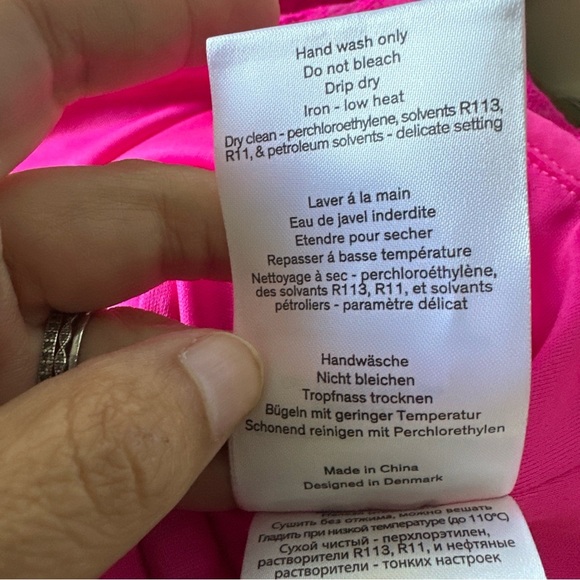 Hand wash only
Do not bleach
Drip dry
Iron - low heat
Dry clean - perchloroethylene, solvents R113,
R11, & petroleum solvents - delicate setting
Laver á la main
Eau de javel interdite
Etendre pour secher
Repasser á basse température
Nettoyage à sec - perchloroéthylène,
des solvants R113, R11, et solvants
pétroliers - paramètre délicat
Handwäsche
Nicht bleichen
Tropfnass trocknen
Bügeln mit geringer Temperatur
Schonend reinigen mit Perchlorethylen
Made in China
Designed in Denmark
Сушить без отжима, можно вешать
Гладить при низкой температуре (до 110°C)
Сухой чистый - перхлорэтилен,
растворители R113, R11, и нефтяные
растворители - тонких настроек